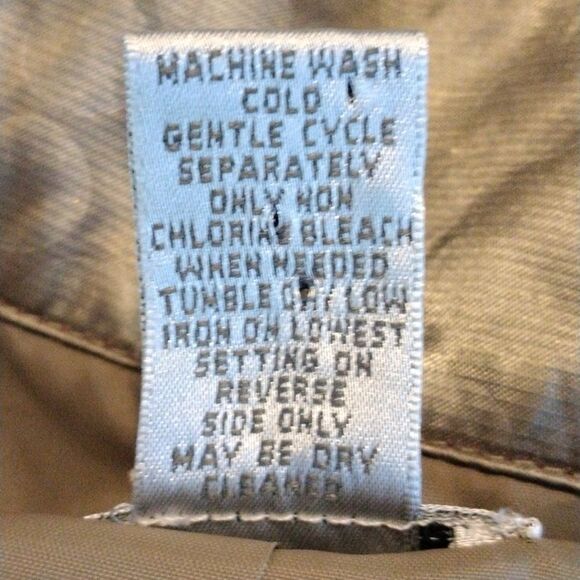 MACHINE WASH
COLD
GENTLE CYCLE
SEPARATELY
ONLY NON
CHLORINE BLEACH
WHEN NEEDED
TUMBLE DRY LOW
IRON ON LOWEST
SETTING ON
REVERSE
SIDE ONLY
MAY BE DRY
CLEANED